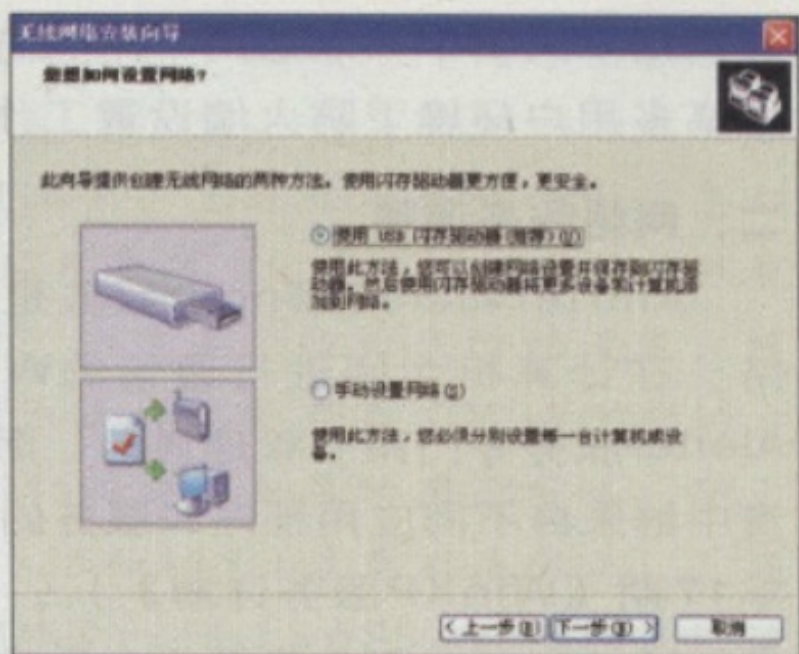 无线网络安装向导
您想如何设置网络?
此向导提供创建无线网络的两种方法。使用闪存驱动器更方便,更安全。
使用 USB 闪存驱动器(推荐)(U)
使用此方法,您可以创建网络设置并保存到闪存驱
动器。然后使用闪存驱动器将更多设备和计算机添
加到网络。
手动设置网络(S)
使用此方法,您必须分别设置每一台计算机或设
备。
< 上一步(B)
下一步(N) >
取消